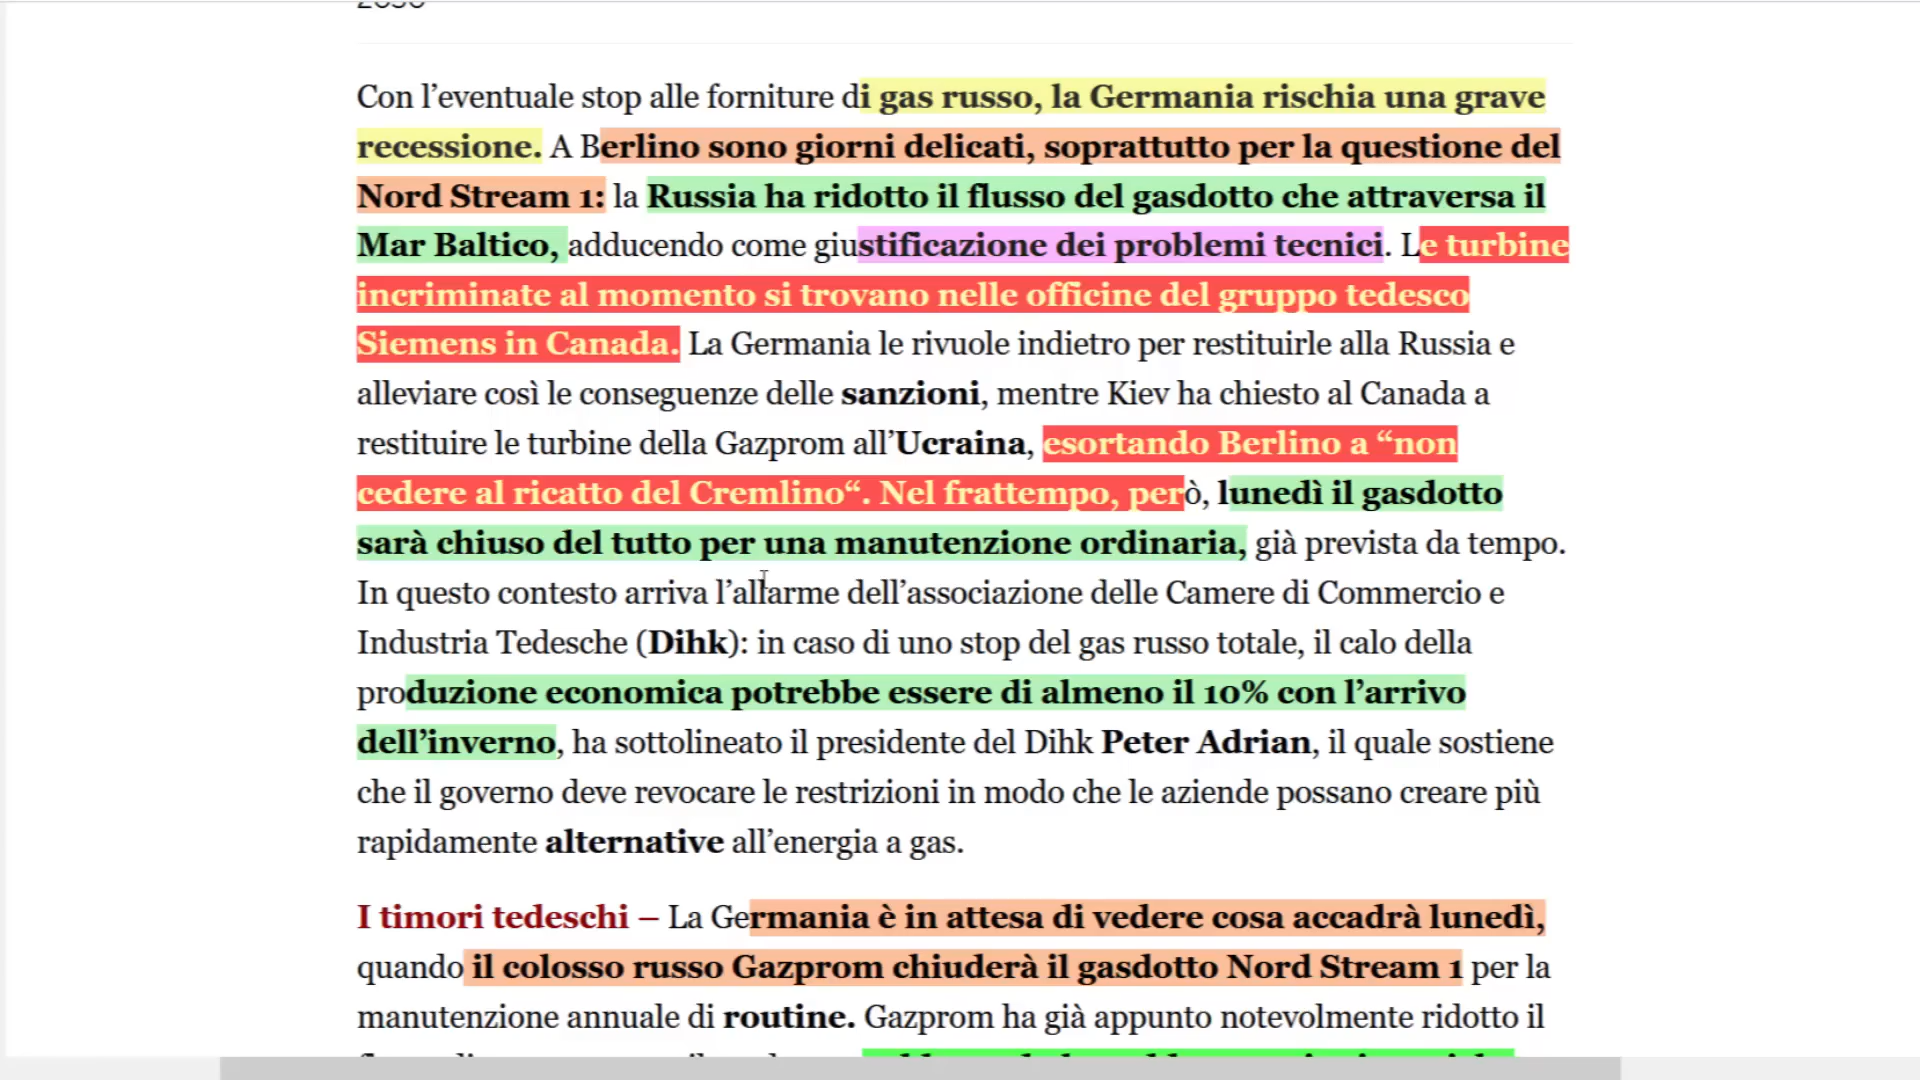 2030
Con l’eventuale stop alle forniture di gas russo, la Germania rischia una grave
recessione. A Berlino sono giorni delicati, soprattutto per la questione del
Nord Stream 1: la Russia ha ridotto il flusso del gasdotto che attraversa il
Mar Baltico, adducendo come giustificazione dei problemi tecnici. Le turbine
incriminate al momento si trovano nelle officine del gruppo tedesco
Siemens in Canada. La Germania le rivuole indietro per restituirle alla Russia e
alleviare così le conseguenze delle sanzioni, mentre Kiev ha chiesto al Canada a
restituire le turbine della Gazprom all’Ucraina, esortando Berlino a “non
cedere al ricatto del Cremlino“. Nel frattempo, però, lunedì il gasdotto
sarà chiuso del tutto per una manutenzione ordinaria, già prevista da tempo.
In questo contesto arriva l’allarme dell’associazione delle Camere di Commercio e
Industria Tedesche (Dihk): in caso di uno stop del gas russo totale, il calo della
produzione economica potrebbe essere di almeno il 10% con l’arrivo
dell’inverno, ha sottolineato il presidente del Dihk Peter Adrian, il quale sostiene
che il governo deve revocare le restrizioni in modo che le aziende possano creare più
rapidamente alternative all’energia a gas.
I timori tedeschi – La Germania è in attesa di vedere cosa accadrà lunedì,
quando il colosso russo Gazprom chiuderà il gasdotto Nord Stream 1 per la
manutenzione annuale di routine. Gazprom ha già appunto notevolmente ridotto il